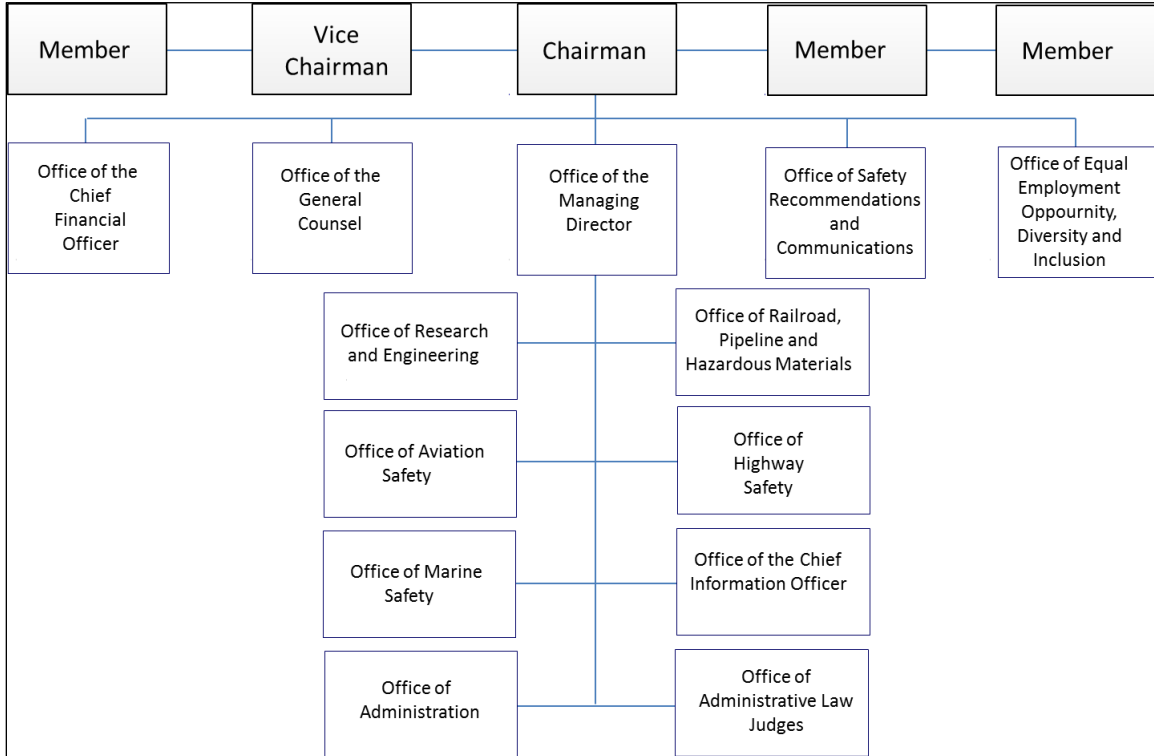 Member
Vice
Chairman
Chairman
Member
Member
Office of the
Chief
Financial
Officer
Office of the
General
Counsel
Office of the
Managing
Director
Office of Safety
Recommendations
and
Communications
Office of Equal
Employment
Oppournity,
Diversity and
Inclusion
Office of Research
and Engineering
Office of Railroad,
Pipeline and
Hazardous Materials
Office of Aviation
Safety
Office of
Highway
Safety
Office of Marine
Safety
Office of the Chief
Information Officer
Office of
Administration
Office of
Administrative Law
Judges